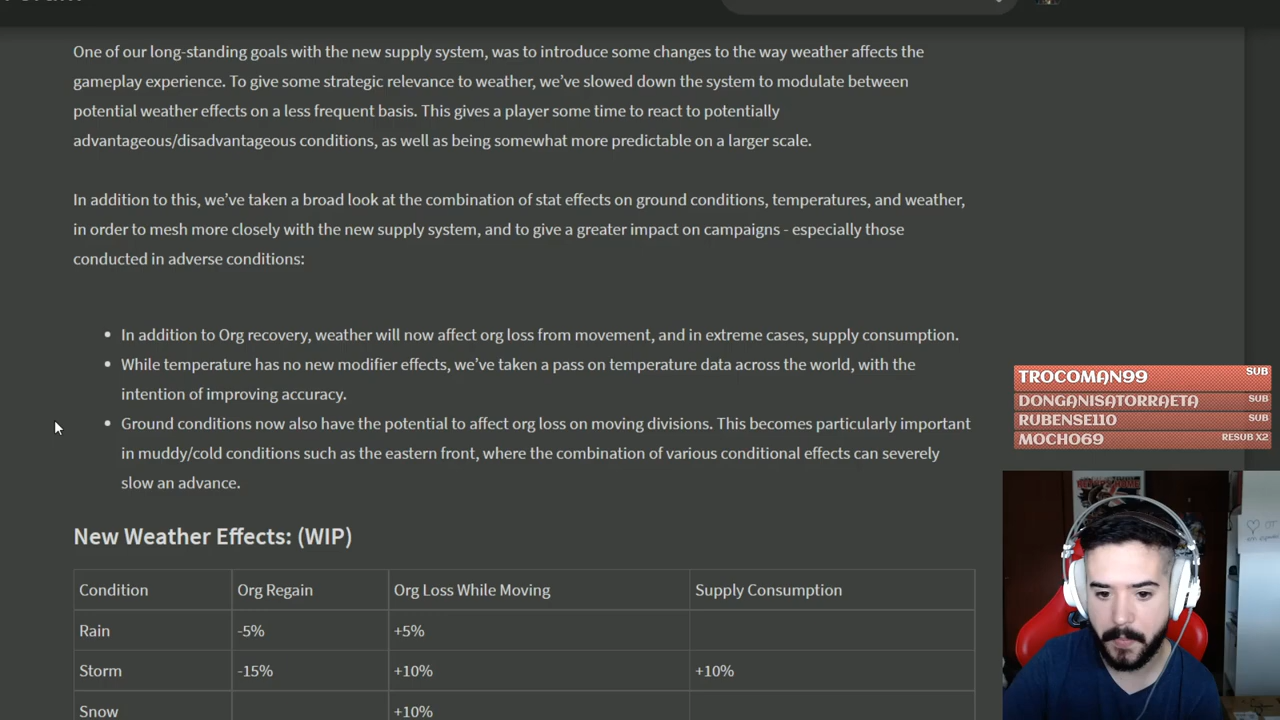 One of our long-standing goals with the new supply system, was to introduce some changes to the way weather affects the
gameplay experience. To give some strategic relevance to weather, we've slowed down the system to modulate between
potential weather effects on a less frequent basis. This gives a player some time to react to potentially
advantageous/disadvantageous conditions, as well as being somewhat more predictable on a larger scale.
In addition to this, we've taken a broad look at the combination of stat effects on ground conditions, temperatures, and weather,
in order to mesh more closely with the new supply system, and to give a greater impact on campaigns - especially those
conducted in adverse conditions:
• In addition to Org recovery, weather will now affect org loss from movement, and in extreme cases, supply consumption.
• While temperature has no new modifier effects, we've taken a pass on temperature data across the world, with the
intention of improving accuracy.
• Ground conditions now also have the potential to affect org loss on moving divisions. This becomes particularly important
in muddy/cold conditions such as the eastern front, where the combination of various conditional effects can severely
slow an advance.
TROCOMAN99 SUB
DONGANISATORRAETA SUB
RUBENSE110 SUB
MOCHO69 RESUB X2
New Weather Effects: (WIP)
Condition Org Regain Org Loss While Moving Supply Consumption
Rain -5% +5%
Storm -15% +10% +10%
Snow +10%